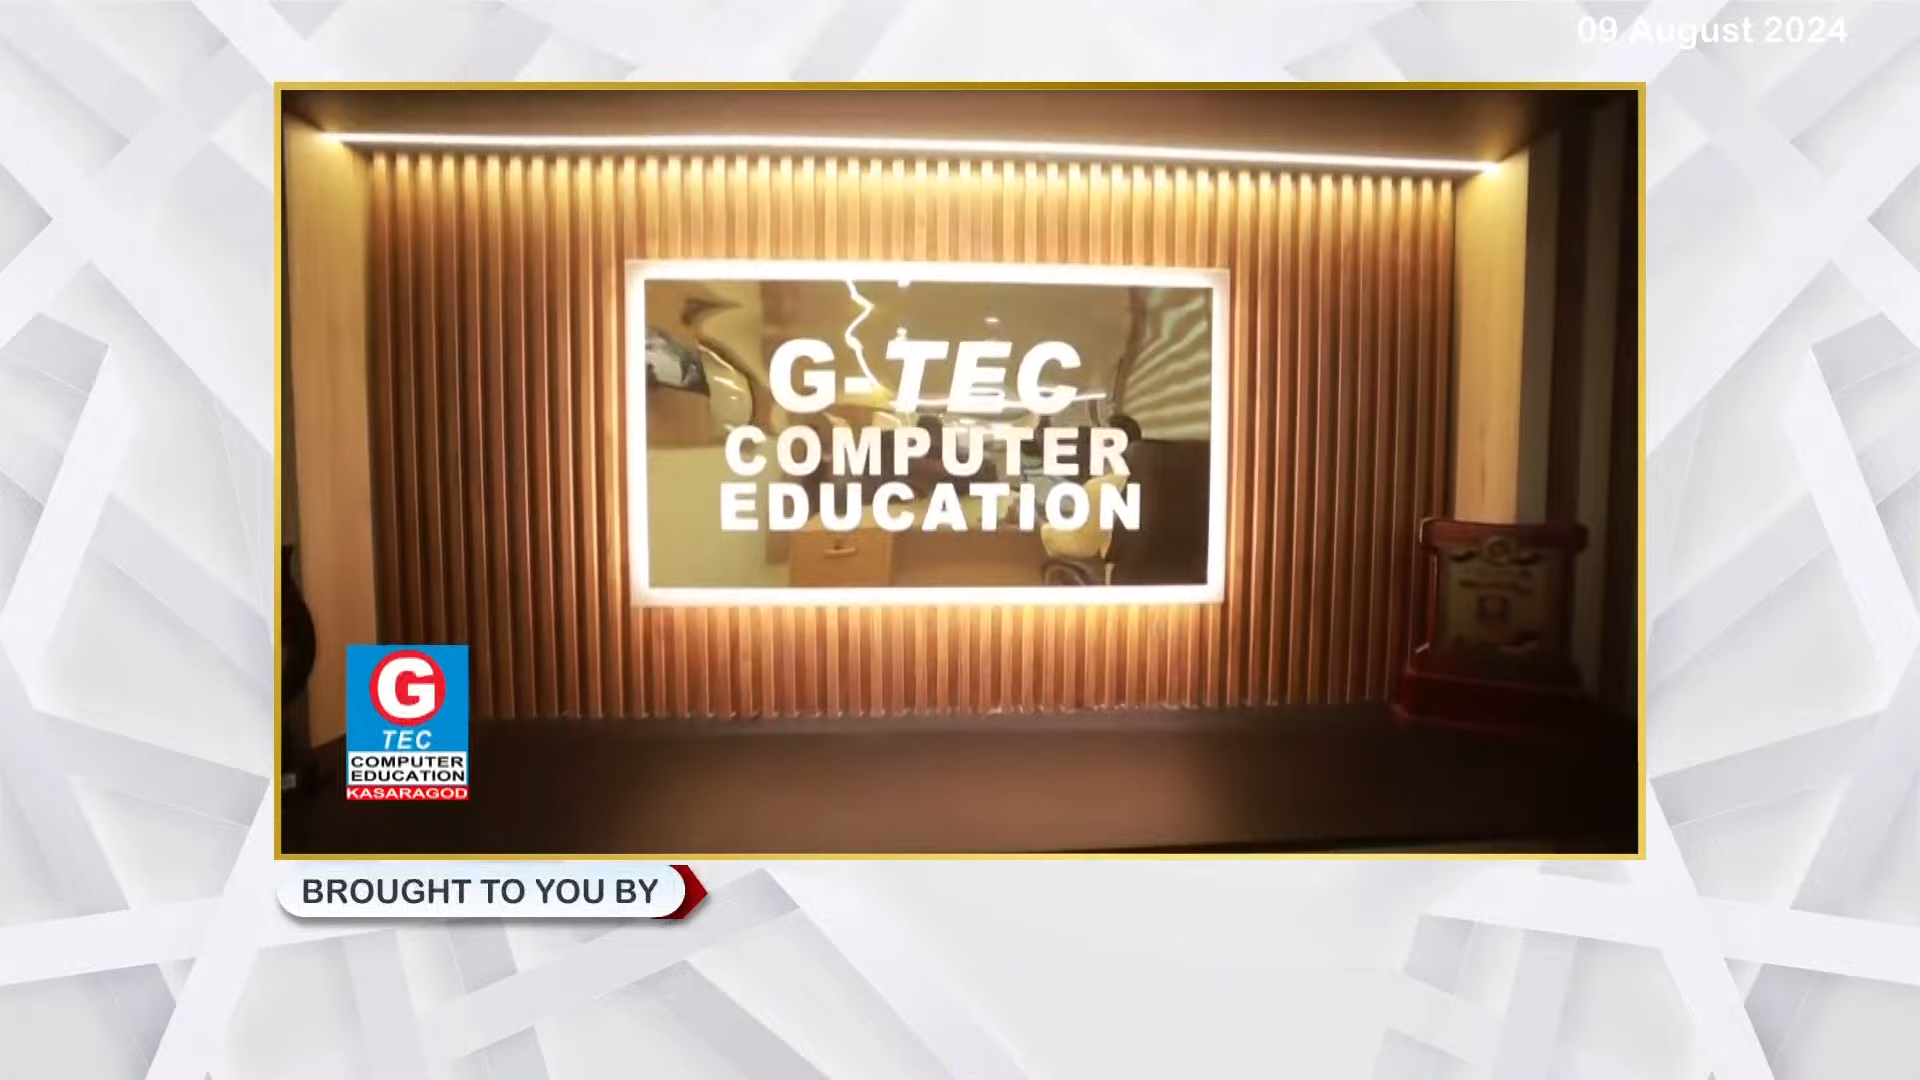 09 August 2024
G-TEC
COMPUTER
EDUCATION
G
TEC
COMPUTER
EDUCATION
KASARAGOD
BROUGHT TO YOU BY